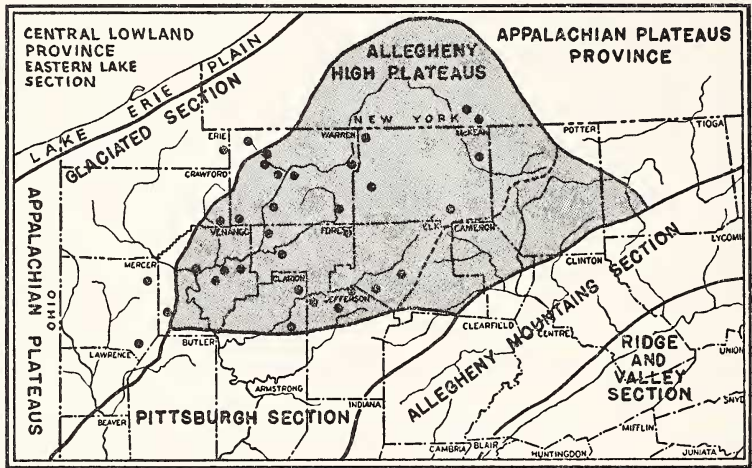 CENTRAL LOWLAND
PROVINCE
EASTERN LAKE
SECTION
LAKE ERIE PLAIN
GLACIATED SECTION
ALLEGHENY
HIGH PLATEAUS
APPALACHIAN PLATEAUS
PROVINCE
NEW YORK
ERIE
WARREN
McKEAN
POTTER
TIOGA
CRAWFORD
VENANGO
FOREST
ELK
CAMERON
LYCOMI
MERCER
CLARION
JEFFERSON
CLINTON
OHIO
APPALACHIAN PLATEAUS
LAWRENCE
BUTLER
CLEARFIELD
CENTRE
ALLEGHENY MOUNTAINS SECTION
RIDGE
AND
VALLEY
SECTION
UNION
SNYD
ARMSTRONG
INDIANA
BEAVER
PITTSBURGH SECTION
MIFFLIN
CAMBRIA
BLAIR
HUNTINGDON
JUNIATA